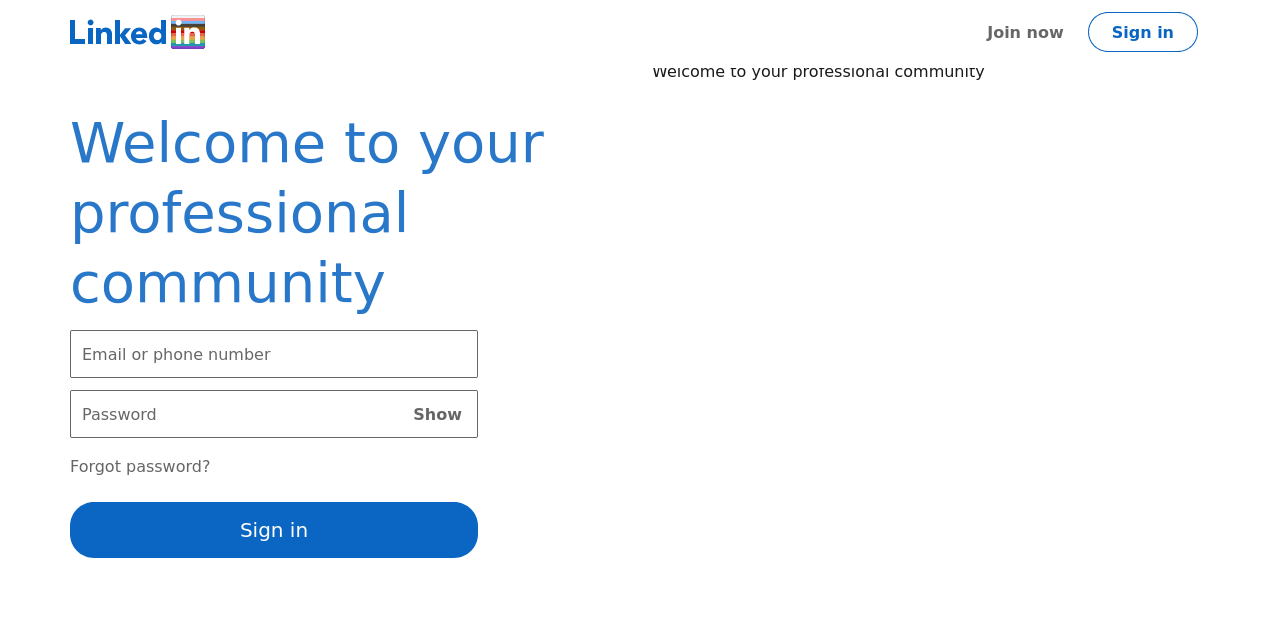 Linked in
Join now
Sign in
Welcome to your professional community
Welcome to your
professional
community
Email or phone number
Password
Show
Forgot password?
Sign in